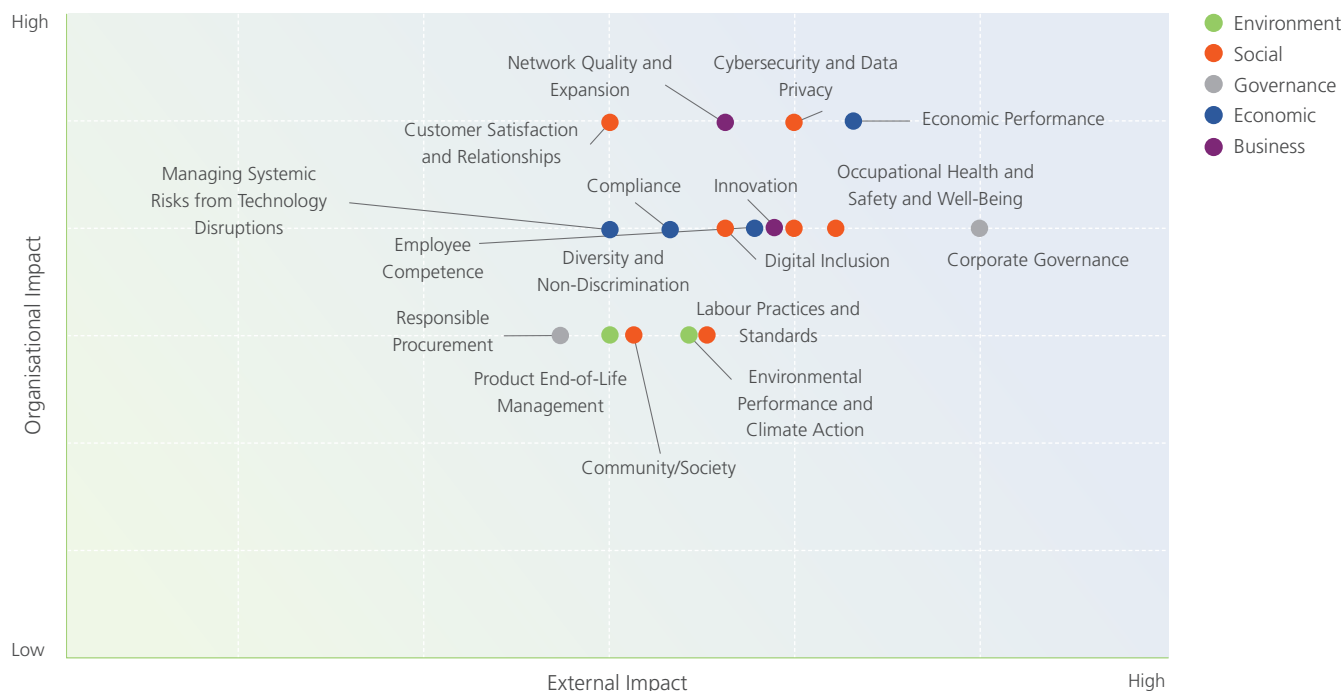 High
Environment
Social
Governance
Economic
Business
Network Quality and
Expansion
Cybersecurity and Data
Privacy
Customer Satisfaction
and Relationships
Economic Performance
Managing Systemic
Risks from Technology
Disruptions
Compliance
Innovation
Occupational Health and
Safety and Well-Being
Employee
Competence
Diversity and
Non-Discrimination
Digital Inclusion
Corporate Governance
Responsible
Procurement
Labour Practices and
Standards
Product End-of-Life
Management
Environmental
Performance and
Climate Action
Community/Society
Organisational Impact
Low
External Impact
High